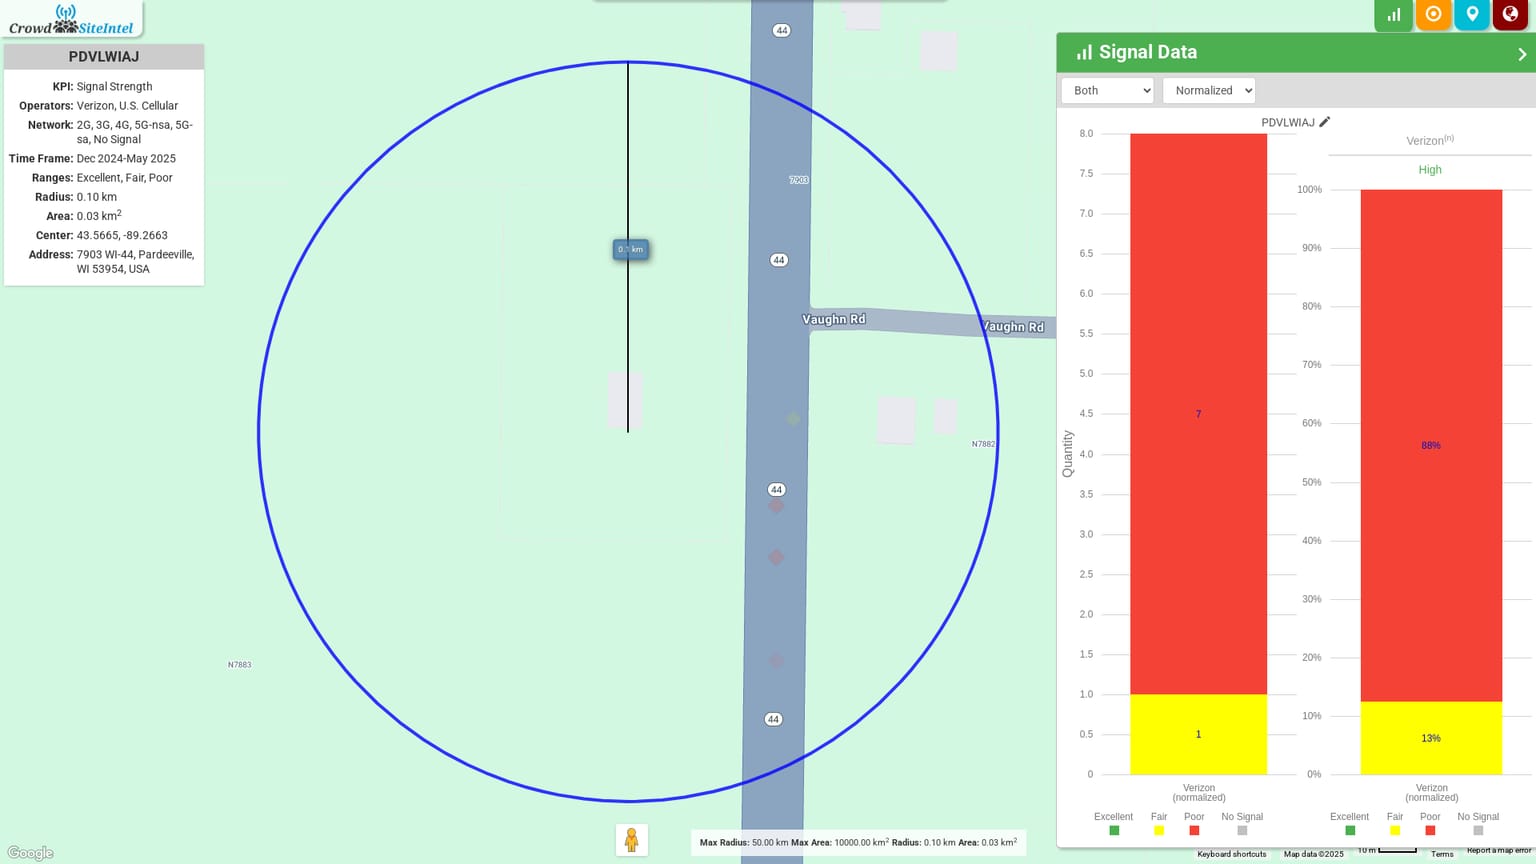 Crowd SiteIntel
PDVLWIAJ
KPI: Signal Strength
Operators: Verizon, U.S. Cellular
Network: 2G, 3G, 4G, 5G-nsa, 5G-
sa, No Signal
Time Frame: Dec 2024-May 2025
Ranges: Excellent, Fair, Poor
Radius: 0.10 km
Area: 0.03 km²
Center: 43.5665, -89.2663
Address: 7903 WI-44, Pardeeville,
WI 53954, USA
44
7903
0.1 km
44
Vaughn Rd
Vaughn Rd
N7882
44
N7883
44
Google
Max Radius: 50.00 km Max Area: 10000.00 km² Radius: 0.10 km Area: 0.03 km²
Signal Data
Both
Normalized
PDVLWIAJ
Quantity
8.0
7.5
7.0
6.5
6.0
5.5
5.0
4.5
4.0
3.5
3.0
2.5
2.0
1.5
1.0
0.5
0
7
1
Verizon
(normalized)
Excellent Fair Poor No Signal
Verizon(n)
High
100%
90%
80%
70%
60%
50%
40%
30%
20%
10%
0%
88%
13%
Verizon
(normalized)
Excellent Fair Poor No Signal
Keyboard shortcuts Map data ©2025 10 m Terms Report a map error